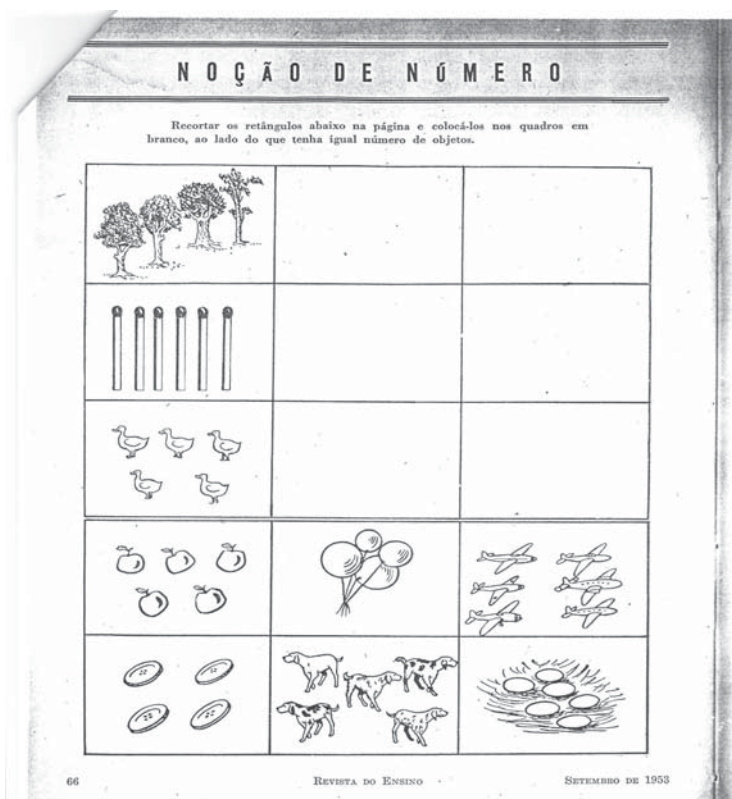 NOÇÃO DE NÚMERO
Recortar os retângulos abaixo na página e colocá-los nos quadros em
branco, ao lado do que tenha igual número de objetos.
66 REVISTA DO ENSINO SETEMBRO DE 1953